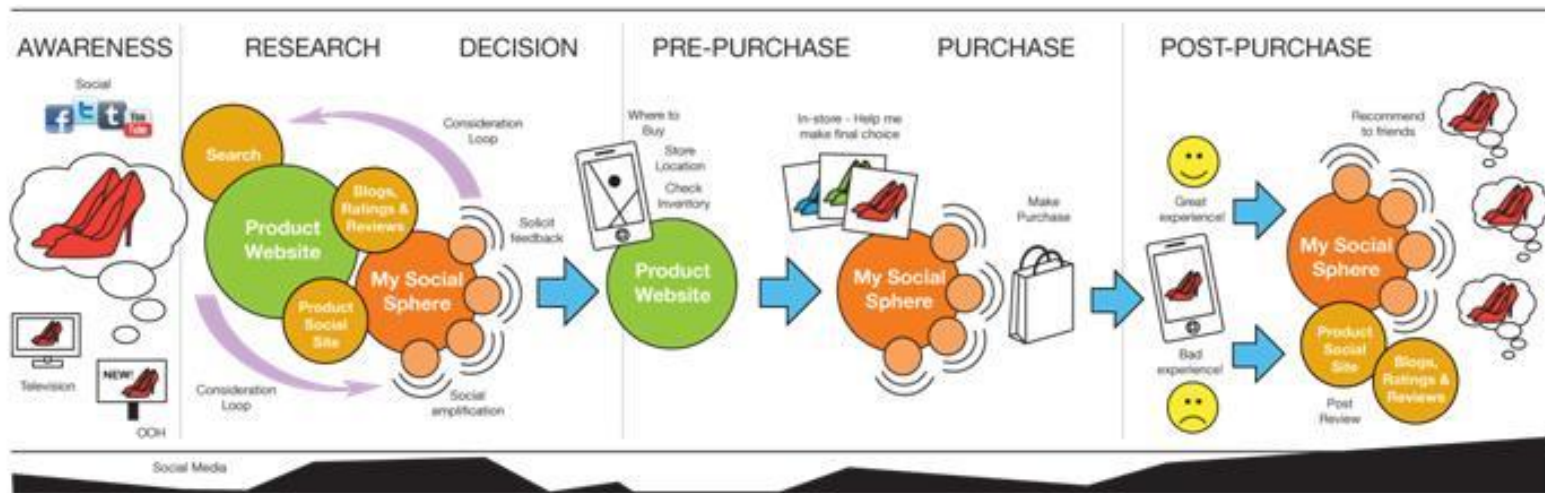 AWARENESS
RESEARCH
DECISION
PRE-PURCHASE
PURCHASE
POST-PURCHASE
Social
f
t
t
You
Tube
NEW!
Television
OOH
Search
Product
Website
Blogs,
Ratings &
Reviews
Product
Social
Site
My Social
Sphere
Consideration
Loop
Consideration
Loop
Solicit
feedback
Social
amplification
Where to
Buy
Store
Location
Check
Inventory
Product
Website
In-store - Help me
make final choice
My Social
Sphere
Make
Purchase
Great
experience!
Bad
experience!
Recommend
to friends
My Social
Sphere
Product
Social
Site
Blogs,
Ratings &
Reviews
Post
Review
Social Media